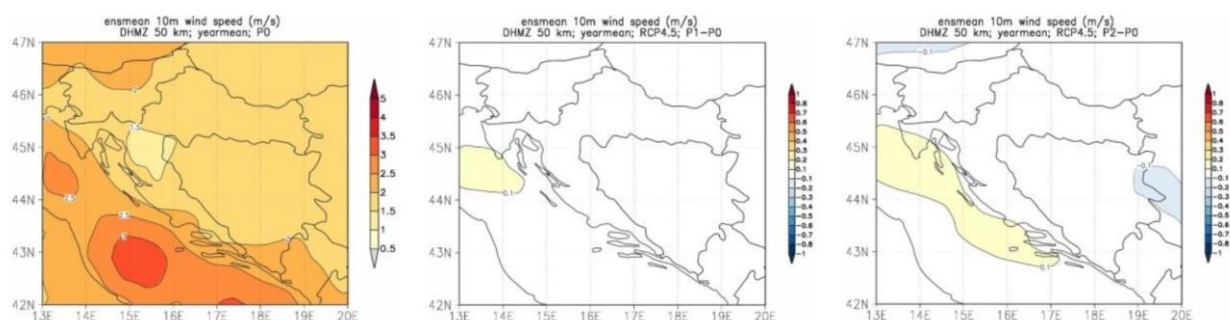 ensmean 10m wind speed (m/s)
DHMZ 50 km; yearmean; P0
47N
46N
45N
44N
43N
42N
13E 14E 15E 16E 17E 18E 19E 20E
5
4
3.5
3
2.5
2
1.5
1
0.5
2
2.5
2.5
3
ensmean 10m wind speed (m/s)
DHMZ 50 km; yearmean; RCP4.5; P1-P0
47N
46N
45N
44N
43N
42N
13E 14E 15E 16E 17E 18E 19E 20E
0.1
1
0.8
0.6
0.5
0.4
0.3
0.2
0.1
-0.1
-0.2
-0.3
-0.4
-0.5
-0.6
-0.8
-1
ensmean 10m wind speed (m/s)
DHMZ 50 km; yearmean; RCP4.5; P2-P0
47N
46N
45N
44N
43N
42N
13E 14E 15E 16E 17E 18E 19E 20E
-0.1
-0.1
0.1
1
0.8
0.6
0.5
0.4
0.3
0.2
0.1
-0.1
-0.2
-0.3
-0.4
-0.5
-0.6
-0.8
-1